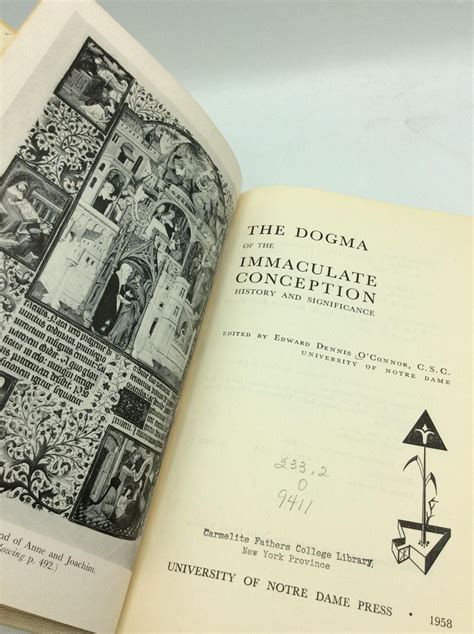 nd of Anne and Joachim.
lowing p. 492.]
THE DOGMA
OF THE
IMMACULATE
CONCEPTION
HISTORY AND SIGNIFICANCE
EDITED BY EDWARD DENNIS O'CONNOR, C.S.C.
UNIVERSITY OF NOTRE DAME
233.2
O
9411
Carmelite Fathers College Library
New York Province
UNIVERSITY OF NOTRE DAME PRESS • 1958